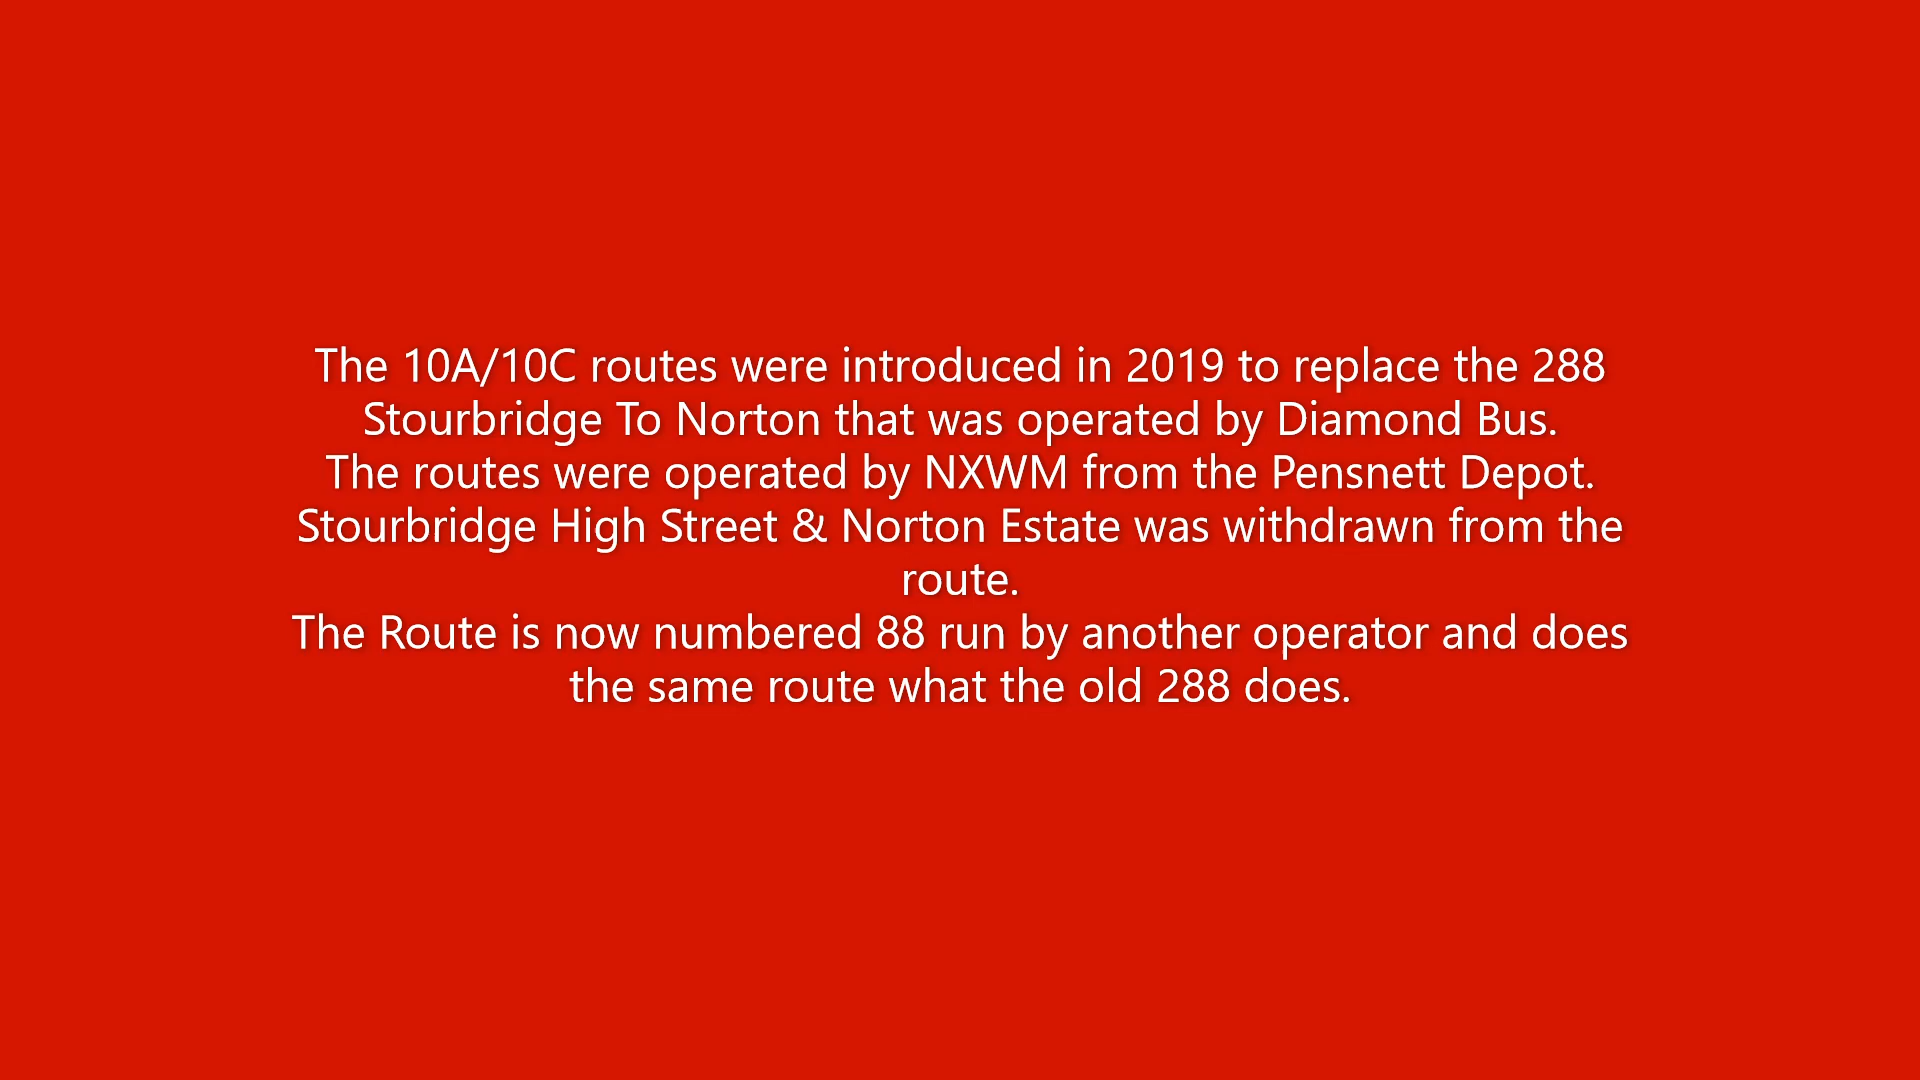 The 10A/10C routes were introduced in 2019 to replace the 288
Stourbridge To Norton that was operated by Diamond Bus.
The routes were operated by NXWM from the Pensnett Depot.
Stourbridge High Street & Norton Estate was withdrawn from the
route.
The Route is now numbered 88 run by another operator and does
the same route what the old 288 does.